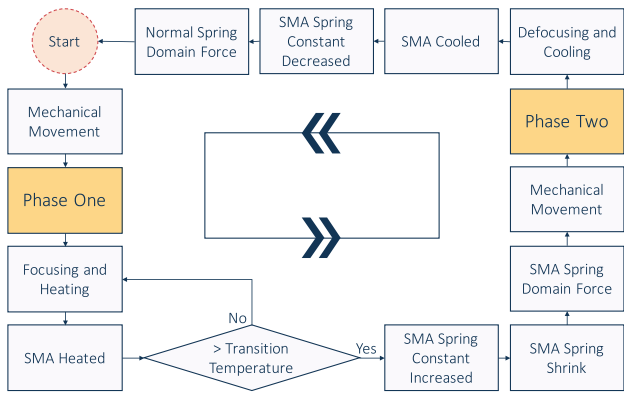 Start
Normal Spring
Domain Force
SMA Spring
Constant
Decreased
SMA Cooled
Defocusing and
Cooling
Mechanical
Movement
Phase Two
Phase One
Mechanical
Movement
Focusing and
Heating
SMA Spring
Domain Force
No
SMA Heated
> Transition
Temperature
Yes
SMA Spring
Constant
Increased
SMA Spring
Shrink